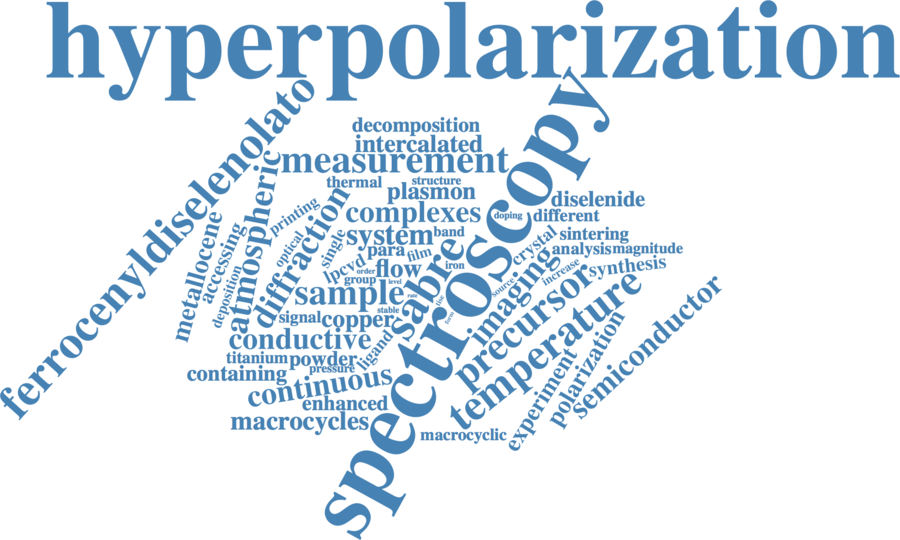 hyperpolarization
ferrocenyldiselenolato
spectroscopy
decomposition
intercalated
measurement
thermal
structure
plasmon
complexes
doping
diselenide
different
system
band
sintering
crystal
analysis
magnitude
para
film
synthesis
printing
atmospheric
diffraction
optical
single
metallocene
accessing
deposition
lpcvd
order
flow
iron
group
level
sabre
imaging
source
increase
sample
rate
rise
stable
form
precursor
signal
copper
temperature
semiconductor
conductive
ligand
titanium
powder
pressure
containing
continuous
enhanced
macrocycles
macrocyclic
experiment
polarization